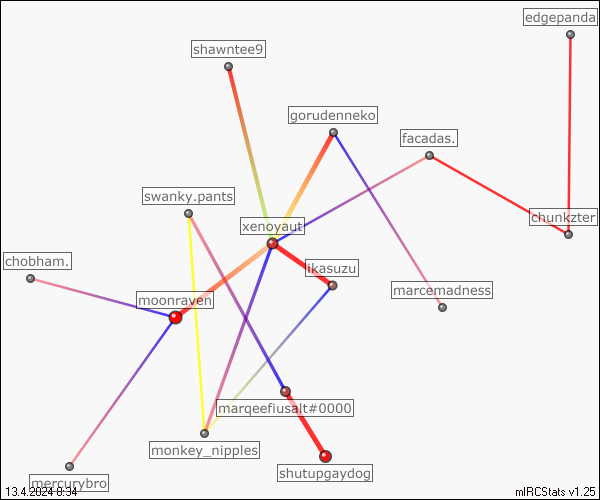 edgepanda
shawntee9
gorudenneko
facadas.
swanky.pants
chunkzter
xenoyaut
chobham.
ikasuzu
marcemadness
moonraven
marqeefiusalt#0000
monkey_nipples
shutupgaydog
mercurybro
13.4.2024 8:34
mIRCStats v1.25